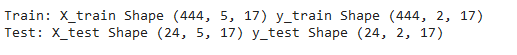 Train: X_train Shape (444, 5, 17) y_train Shape (444, 2, 17)
Test: X_test Shape (24, 5, 17) y_test Shape (24, 2, 17)